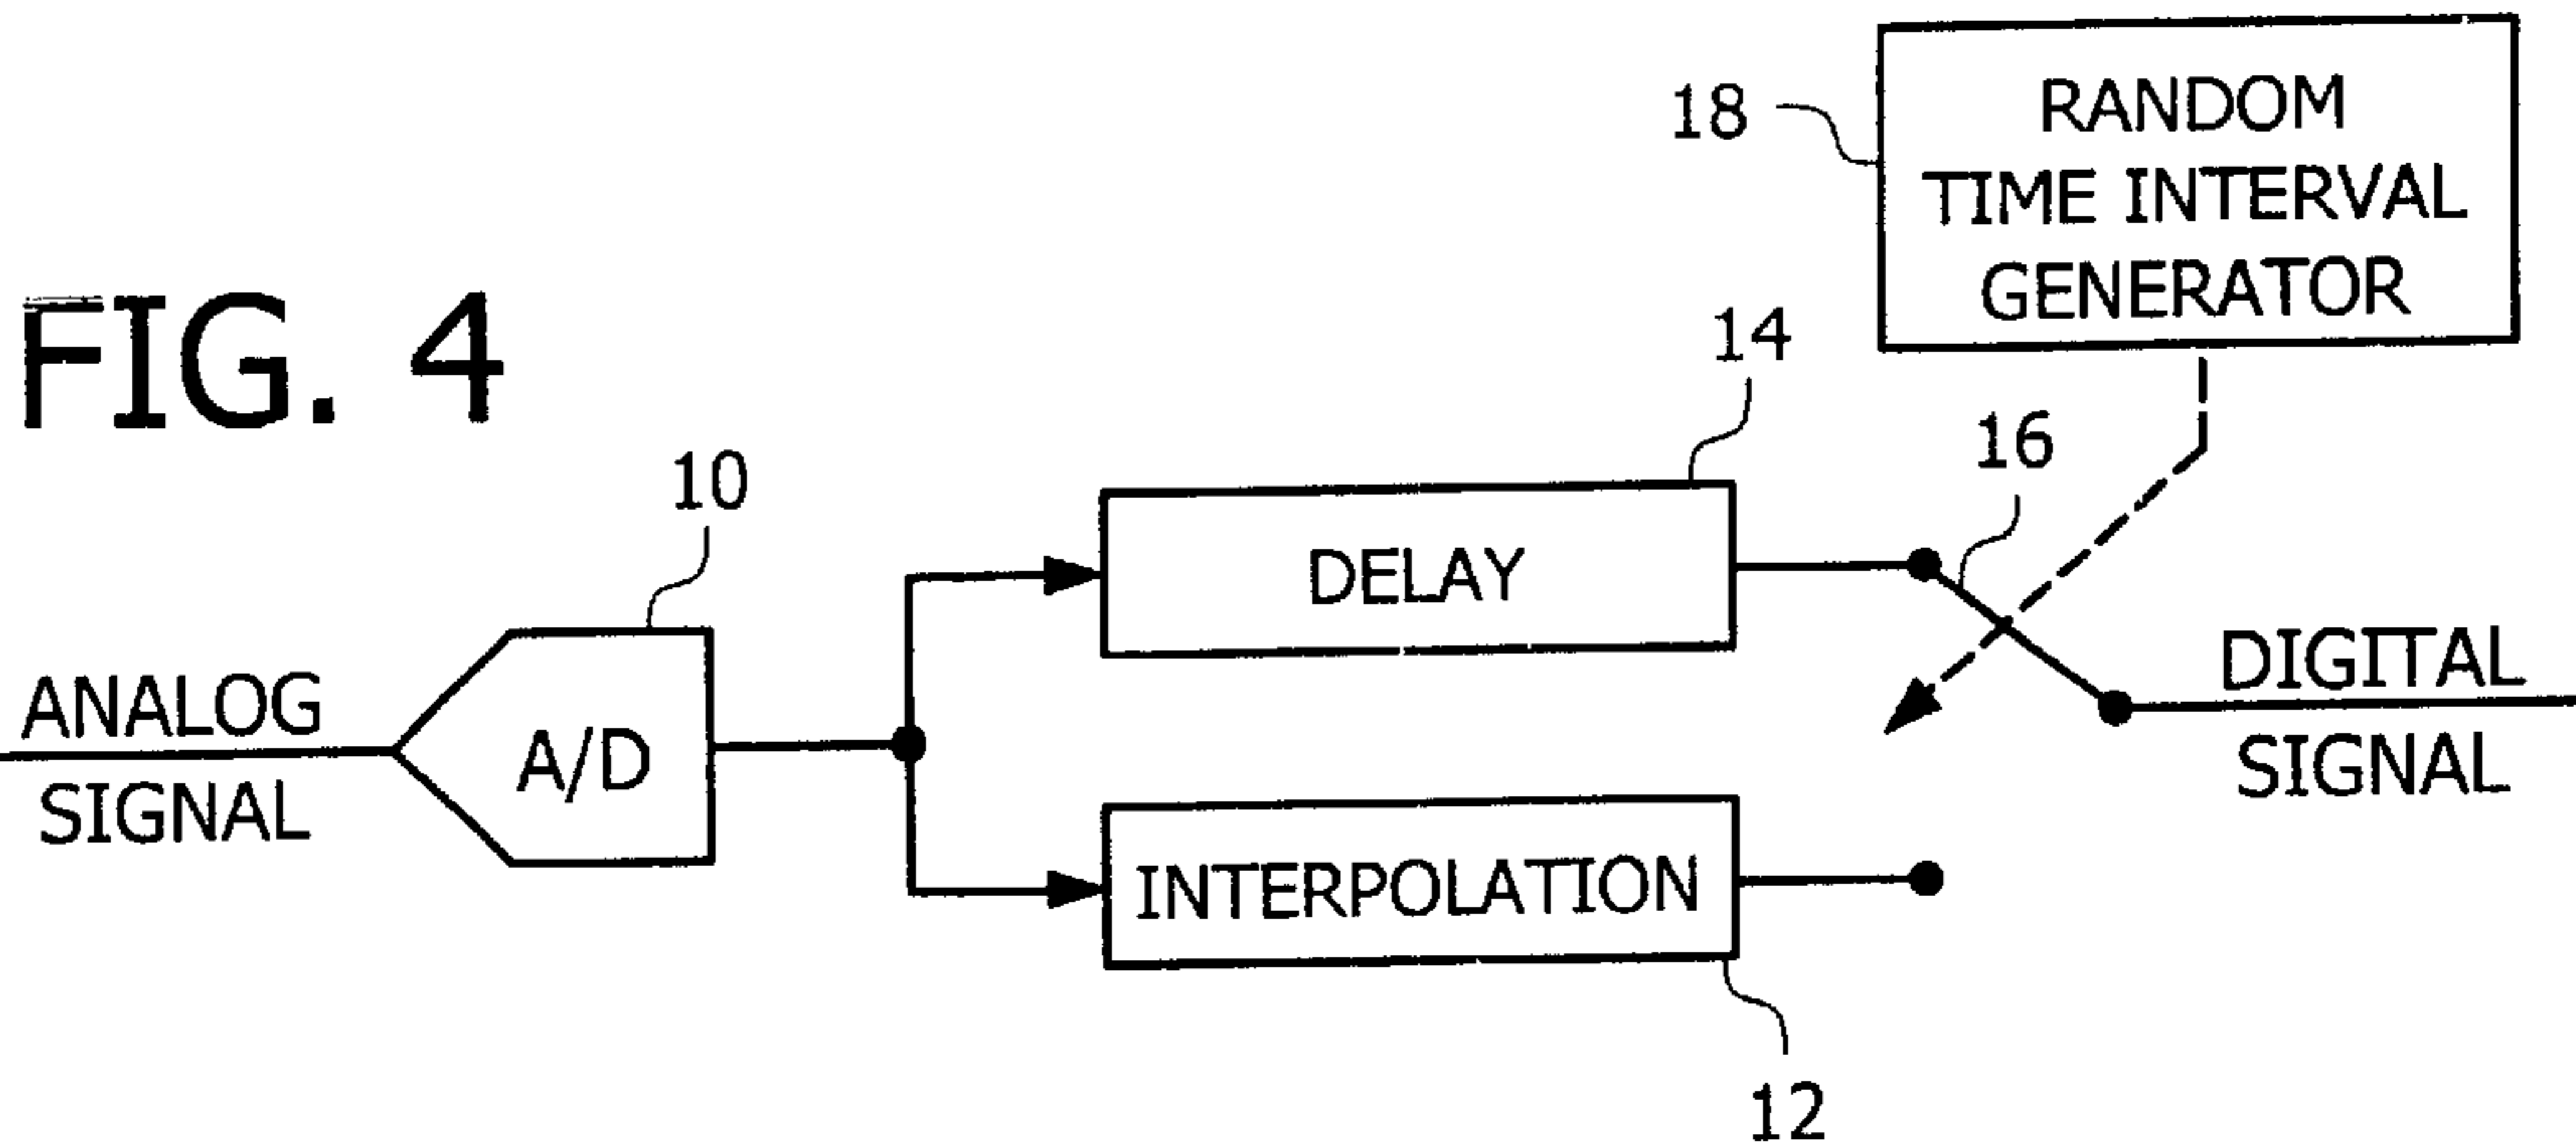 FIG. 4
18
RANDOM
TIME INTERVAL
GENERATOR
14
16
10
DELAY
ANALOG
SIGNAL
A/D
DIGITAL
SIGNAL
INTERPOLATION
12